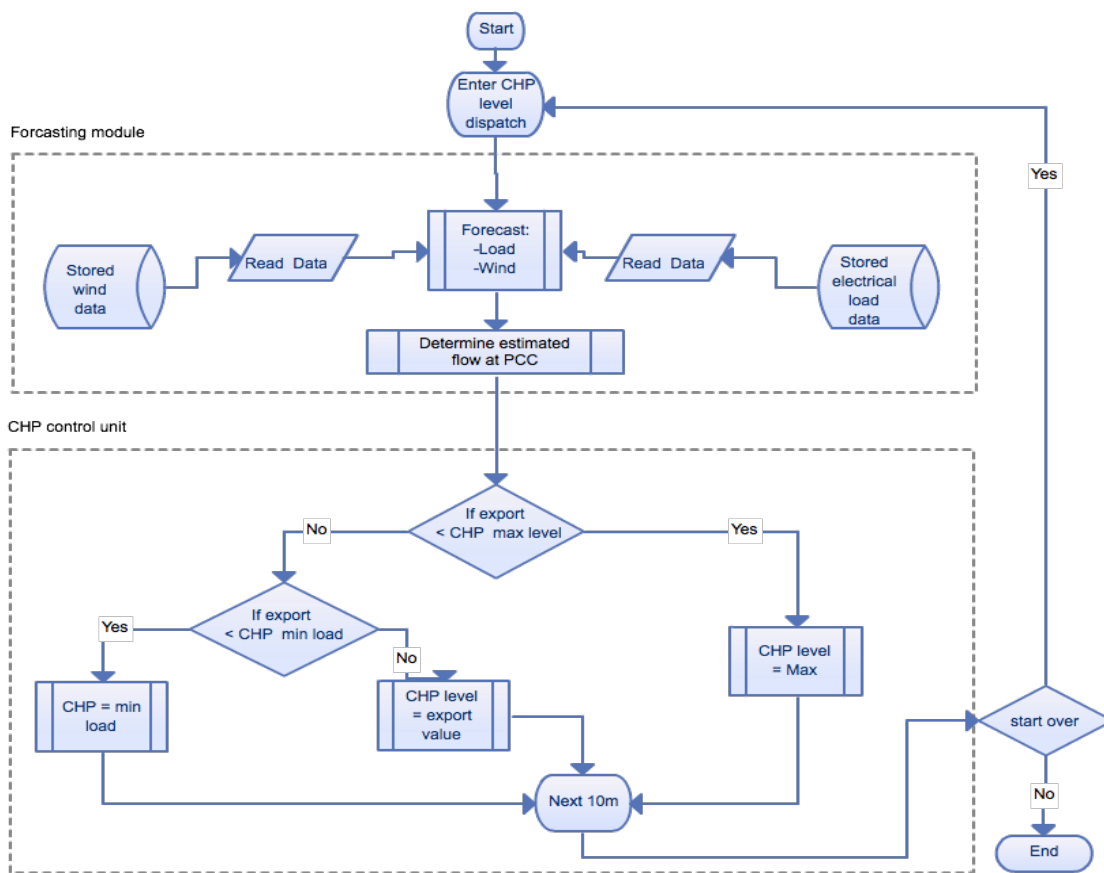 Start
Enter CHP
level
dispatch
Forcasting module
Yes
Stored
wind
data
Read Data
Forecast:
-Load
-Wind
Read Data
Stored
electrical
load
data
Determine estimated
flow at PCC
CHP control unit
If export
< CHP max level
No
Yes
If export
< CHP min load
Yes
No
CHP = min
load
CHP level
= export
value
CHP level
= Max
start over
Next 10m
No
End